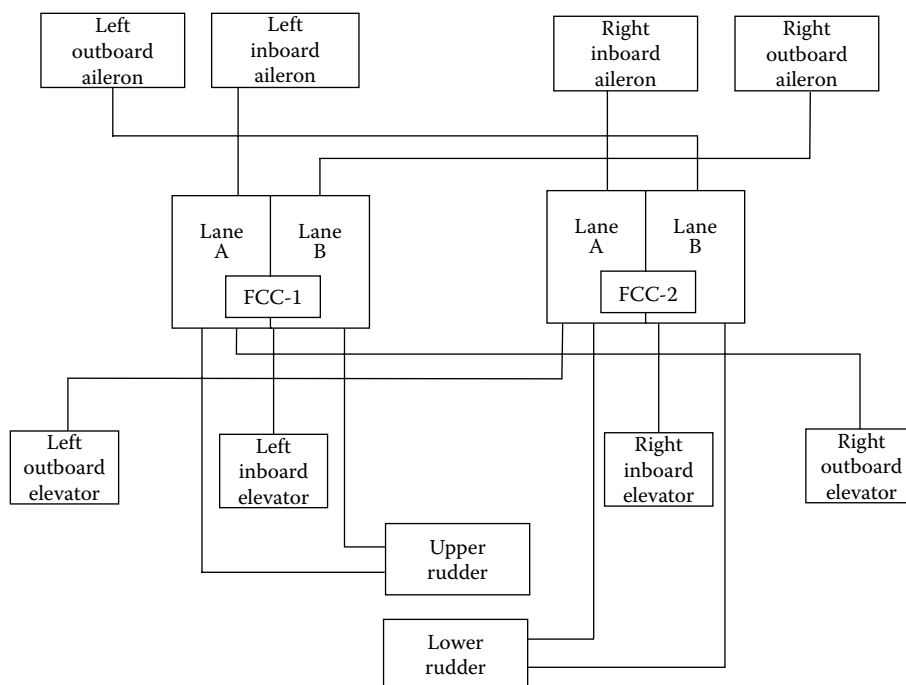 Left
outboard
aileron
Left
inboard
aileron
Right
inboard
aileron
Right
outboard
aileron
Lane
A
Lane
B
FCC-1
Lane
A
Lane
B
FCC-2
Left
outboard
elevator
Left
inboard
elevator
Right
inboard
elevator
Right
outboard
elevator
Upper
rudder
Lower
rudder